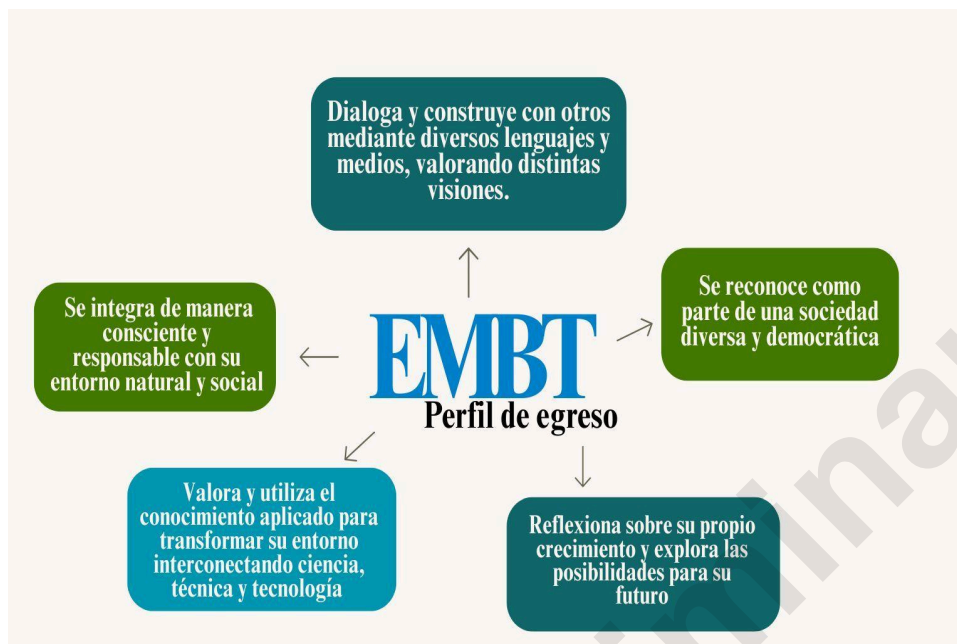 Dialoga y construye con otros
mediante diversos lenguajes y
medios, valorando distintas
visiones.
Se integra de manera
consciente y
responsable con su
entorno natural y social
Se reconoce como
parte de una sociedad
diversa y democrática
EMBT
Perfil de egreso
Valora y utiliza el
conocimiento aplicado para
transformar su entorno
interconectando ciencia,
técnica y tecnología
Reflexiona sobre su propio
crecimiento y explora las
posibilidades para su
futuro